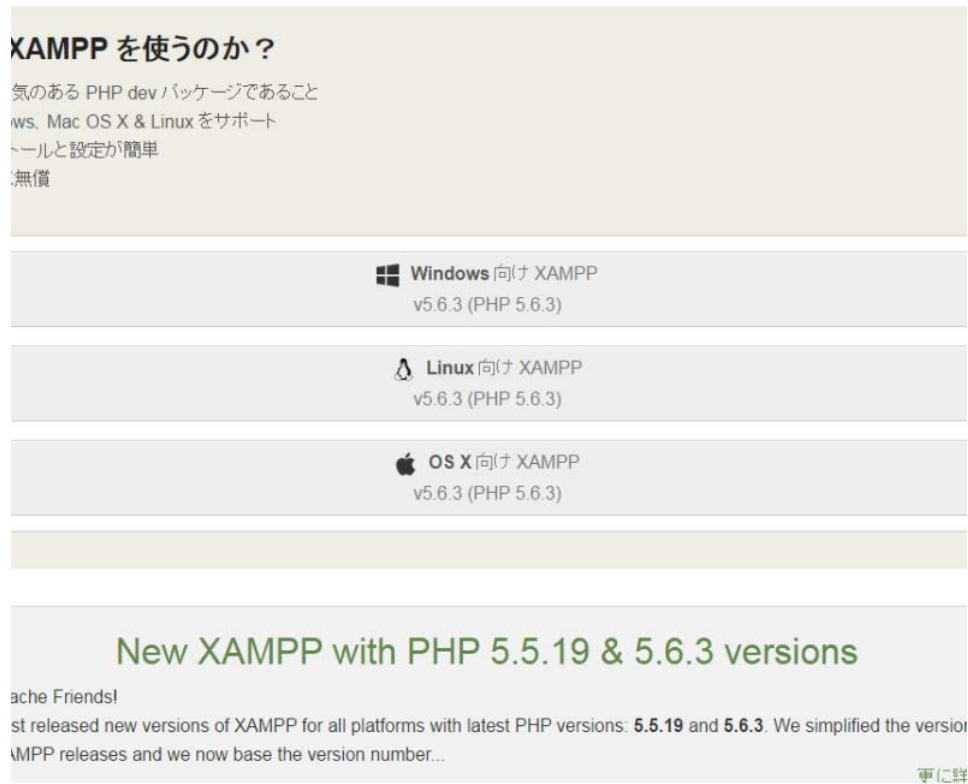 XAMPP を使うのか？
気のある PHP dev パッケージであること
ws、Mac OS X & Linux をサポート
トールと設定が簡単
無償
Windows 向け XAMPP
v5.6.3 (PHP 5.6.3)
Linux 向け XAMPP
v5.6.3 (PHP 5.6.3)
OS X 向け XAMPP
v5.6.3 (PHP 5.6.3)
New XAMPP with PHP 5.5.19 & 5.6.3 versions
ache Friends!
st released new versions of XAMPP for all platforms with latest PHP versions: 5.5.19 and 5.6.3. We simplified the version
AMPP releases and we now base the version number...
更に詳